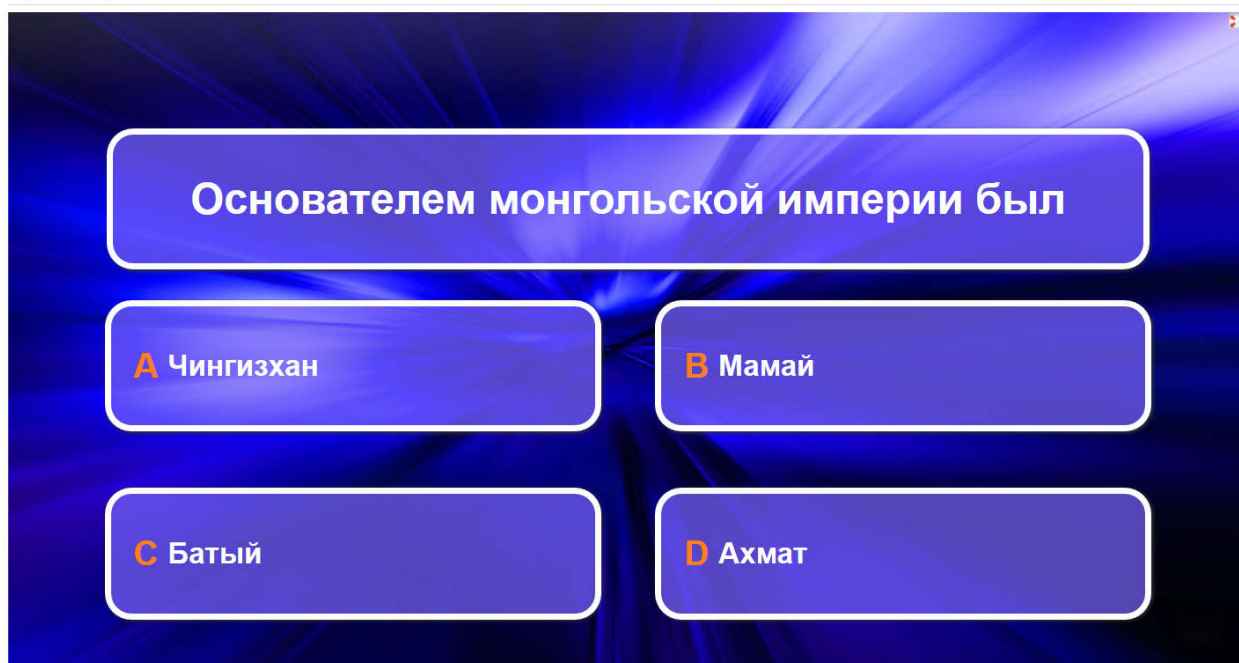 Основателем монгольской империи был
A Чингизхан
B Мамай
C Батый
D Ахмат